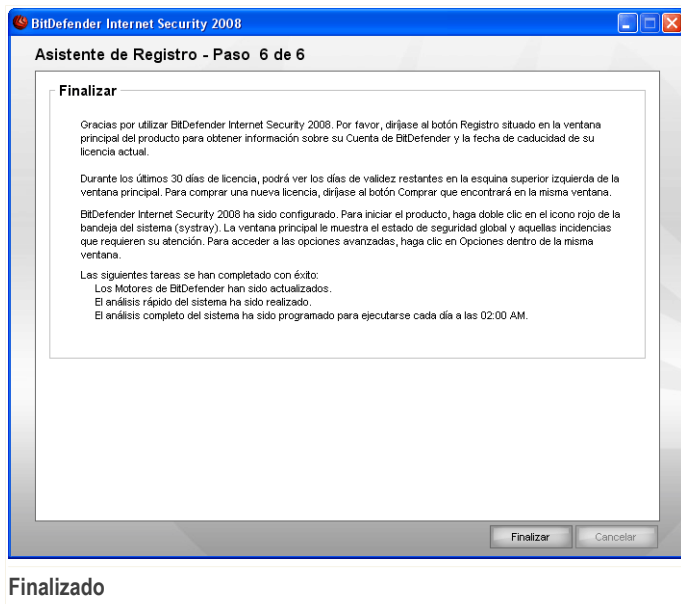 BitDefender Internet Security 2008
Asistente de Registro - Paso 6 de 6
Finalizar
Gracias por utilizar BitDefender Internet Security 2008. Por favor, diríjase al botón Registro situado en la ventana
principal del producto para obtener información sobre su Cuenta de BitDefender y la fecha de caducidad de su
licencia actual.
Durante los últimos 30 días de licencia, podrá ver los días de validez restantes en la esquina superior izquierda de la
ventana principal. Para comprar una nueva licencia, diríjase al botón Comprar que encontrará en la misma ventana.
BitDefender Internet Security 2008 ha sido configurado. Para iniciar el producto, haga doble clic en el icono rojo de la
bandeja del sistema (systray). La ventana principal le muestra el estado de seguridad global y aquellas incidencias
que requieren su atención. Para acceder a las opciones avanzadas, haga clic en Opciones dentro de la misma
ventana.
Las siguientes tareas se han completado con éxito:
Los Motores de BitDefender han sido actualizados.
El análisis rápido del sistema ha sido realizado.
El análisis completo del sistema ha sido programado para ejecutarse cada día a las 02:00 AM.
Finalizar
Cancelar
Finalizado